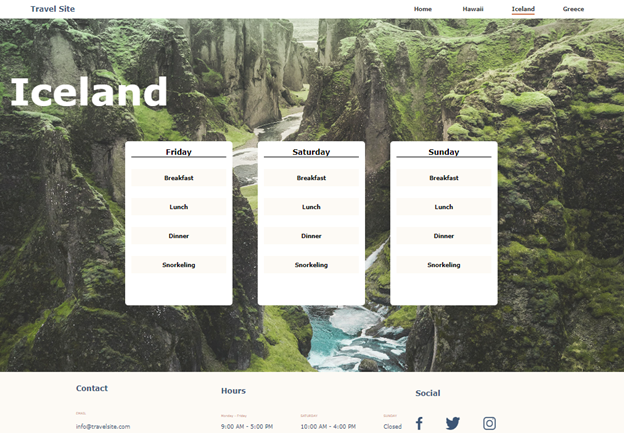 Travel Site Home Hawaii Iceland Greece
Iceland
Friday Saturday Sunday
Breakfast Breakfast Breakfast
Lunch Lunch Lunch
Dinner Dinner Dinner
Snorkeling Snorkeling Snorkeling
Contact Hours Social
EMAIL: Monday - Friday SATURDAY: SUNDAY:
info@travelsite.com 9:00 AM - 5:00 PM 10:00 AM - 4:00 PM Closed